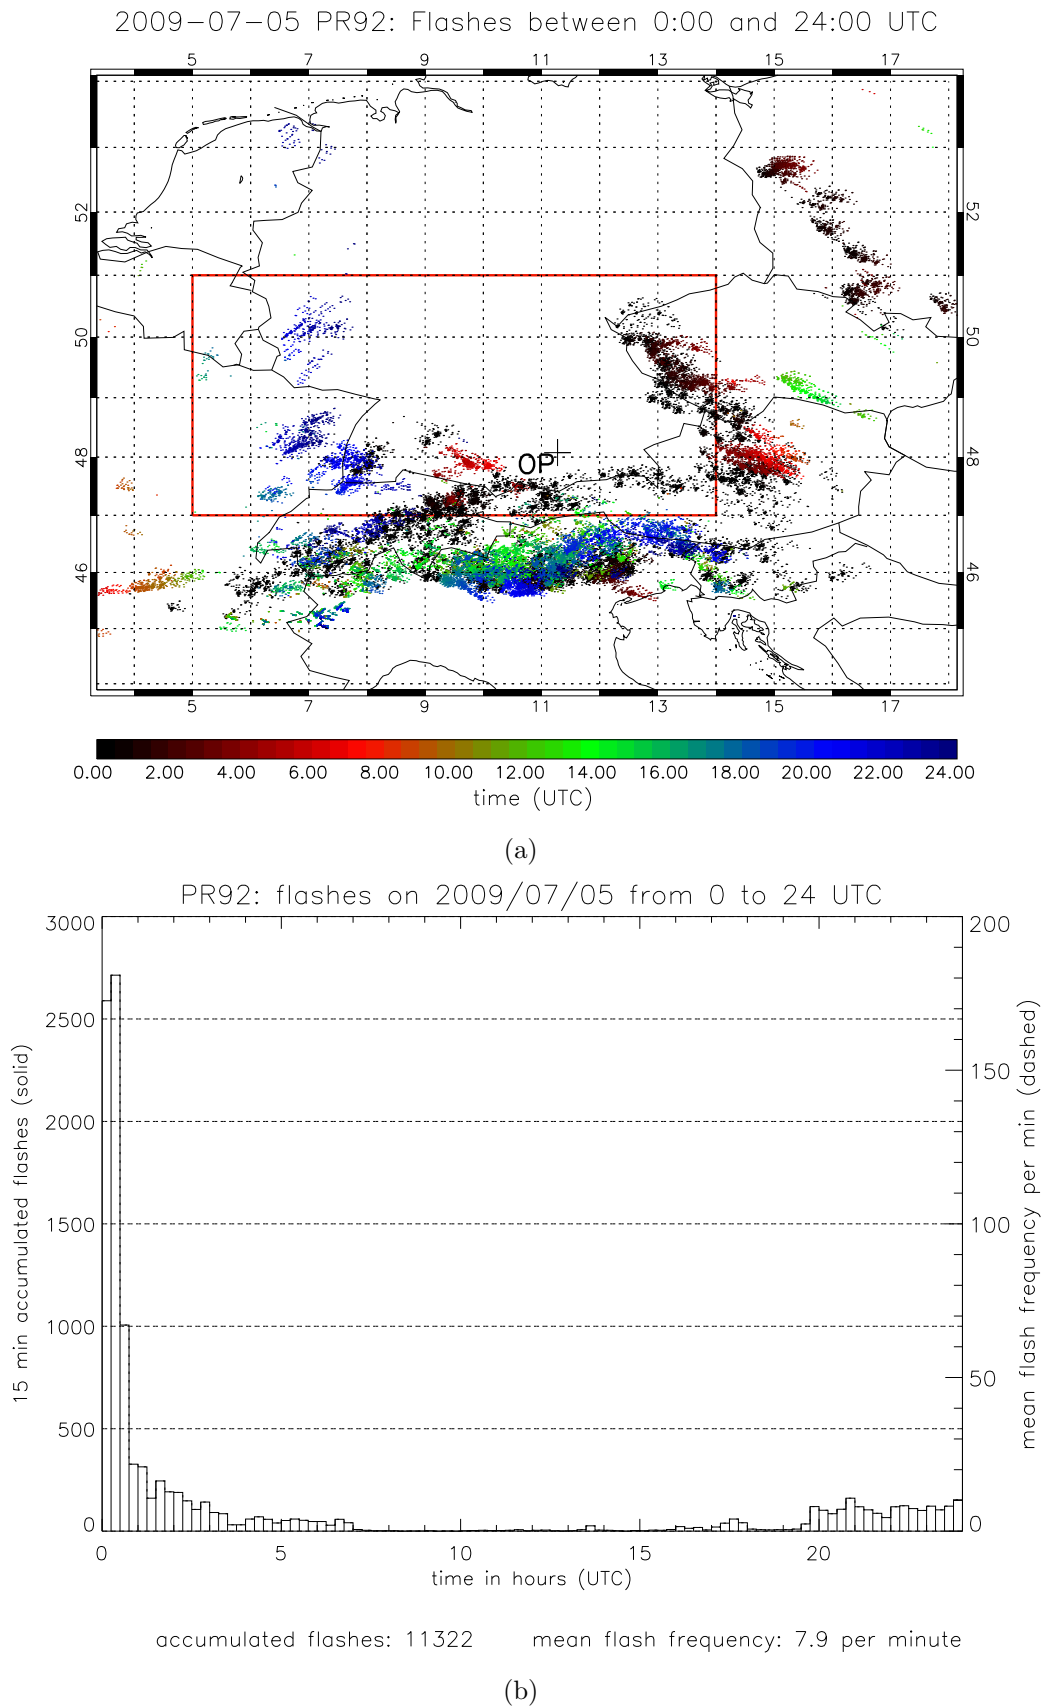 2009-07-05 PR92: Flashes between 0:00 and 24:00 UTC
5 7 9 11 13 15 17
52 52
50 50
OP
48 48
46 46
5 7 9 11 13 15 17
0.00 2.00 4.00 6.00 8.00 10.00 12.00 14.00 16.00 18.00 20.00 22.00 24.00
time (UTC)
(a)
PR92: flashes on 2009/07/05 from 0 to 24 UTC
3000 200
2500
150
2000
1500 100
1000
50
500
0 0
15 min accumulated flashes (solid)
mean flash frequency per min (dashed)
0 5 10 15 20
time in hours (UTC)
accumulated flashes: 11322 mean flash frequency: 7.9 per minute
(b)